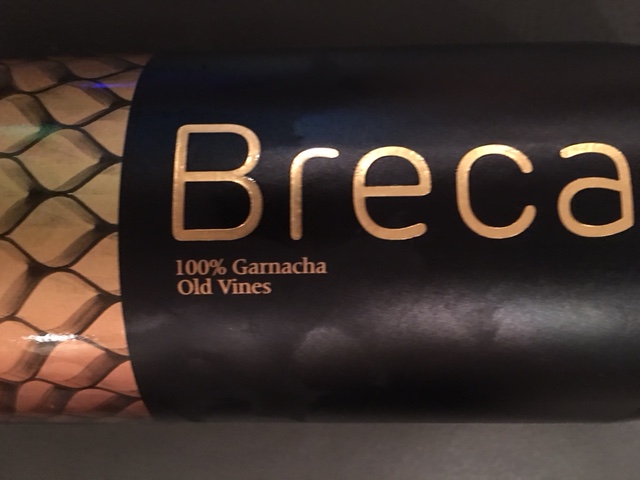 Breca
100% Garnacha
Old Vines